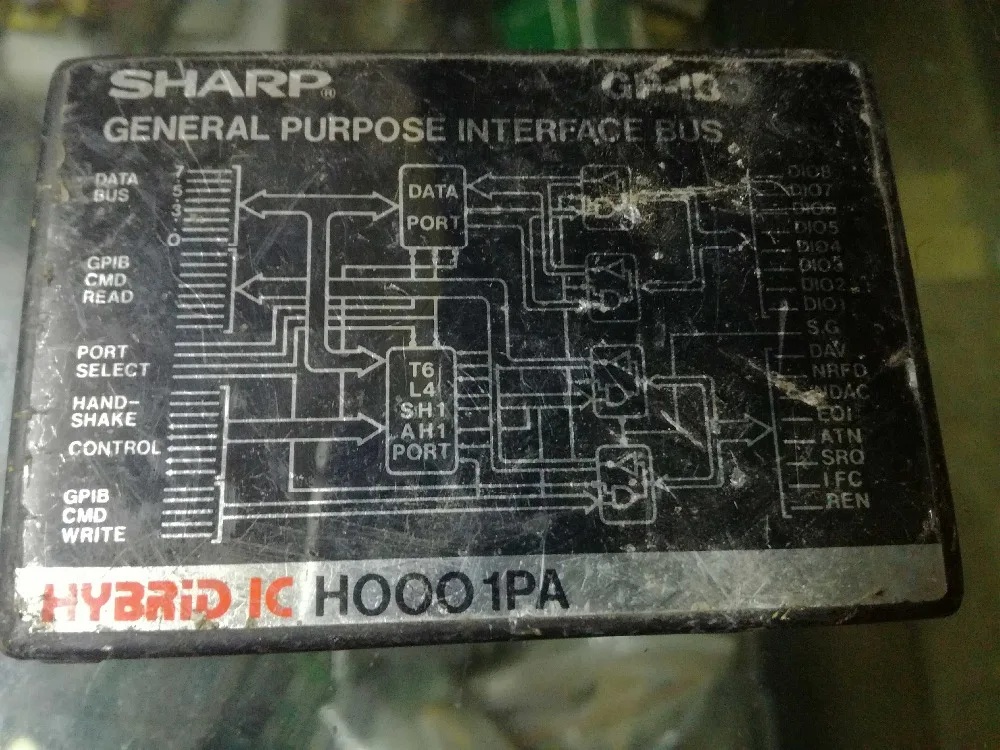 SHARP®
GP-IB
GENERAL PURPOSE INTERFACE BUS
DATA
BUS
7
5
3
0
GPIB
CMD
READ
PORT
SELECT
HAND-
SHAKE
CONTROL
GPIB
CMD
WRITE
DATA
PORT
T6
L4
SH1
AH1
PORT
DIO8
DIO7
DIO6
DIO5
DIO4
DIO3
DIO2
DIO1
S.G
DAV
NRFD
NDAC
EOI
ATN
SRQ
IFC
REN
HYBRiD IC H0001PA